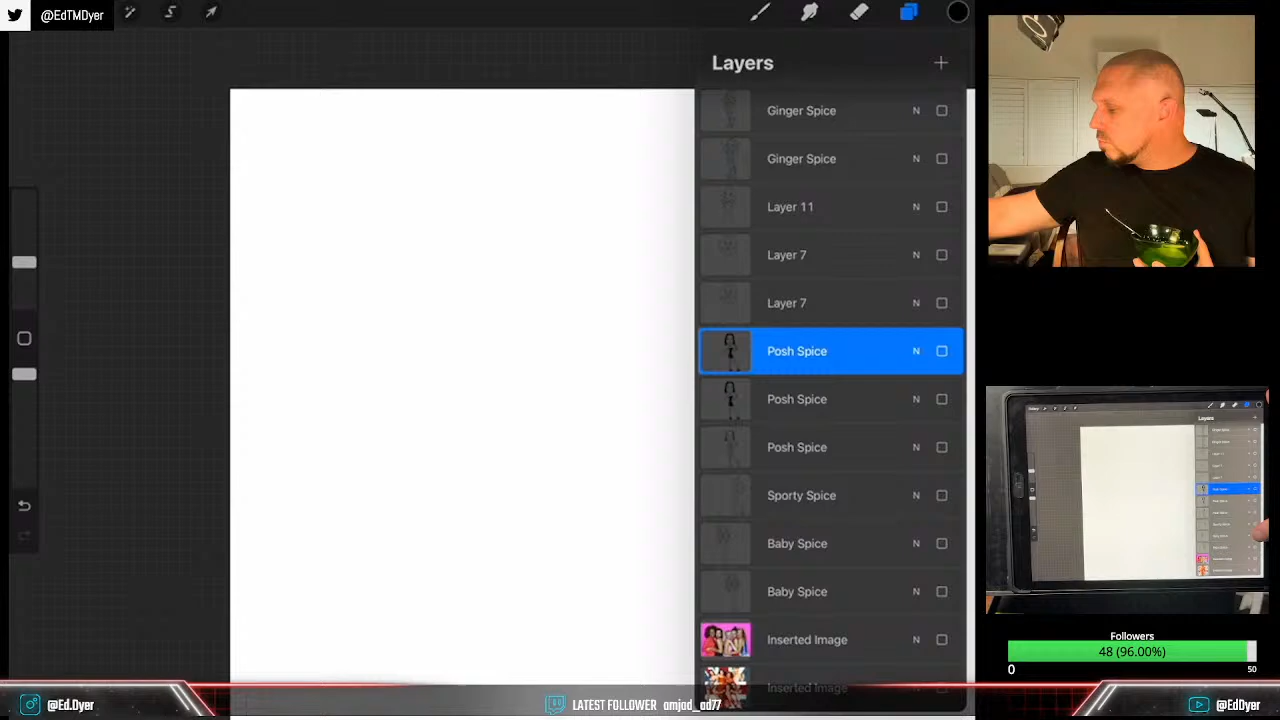 @EdTMDyer
Layers
Ginger Spice N
Ginger Spice N
Layer 11 N
Layer 7 N
Layer 7 N
Posh Spice N
Posh Spice N
Posh Spice N
Sporty Spice N
Baby Spice N
Baby Spice N
Inserted Image N
Inserted Image N
Followers
48 (96.00%)
0 50
@Ed.Dyer
LATEST FOLLOWER amjad_ad77
@EdDyer